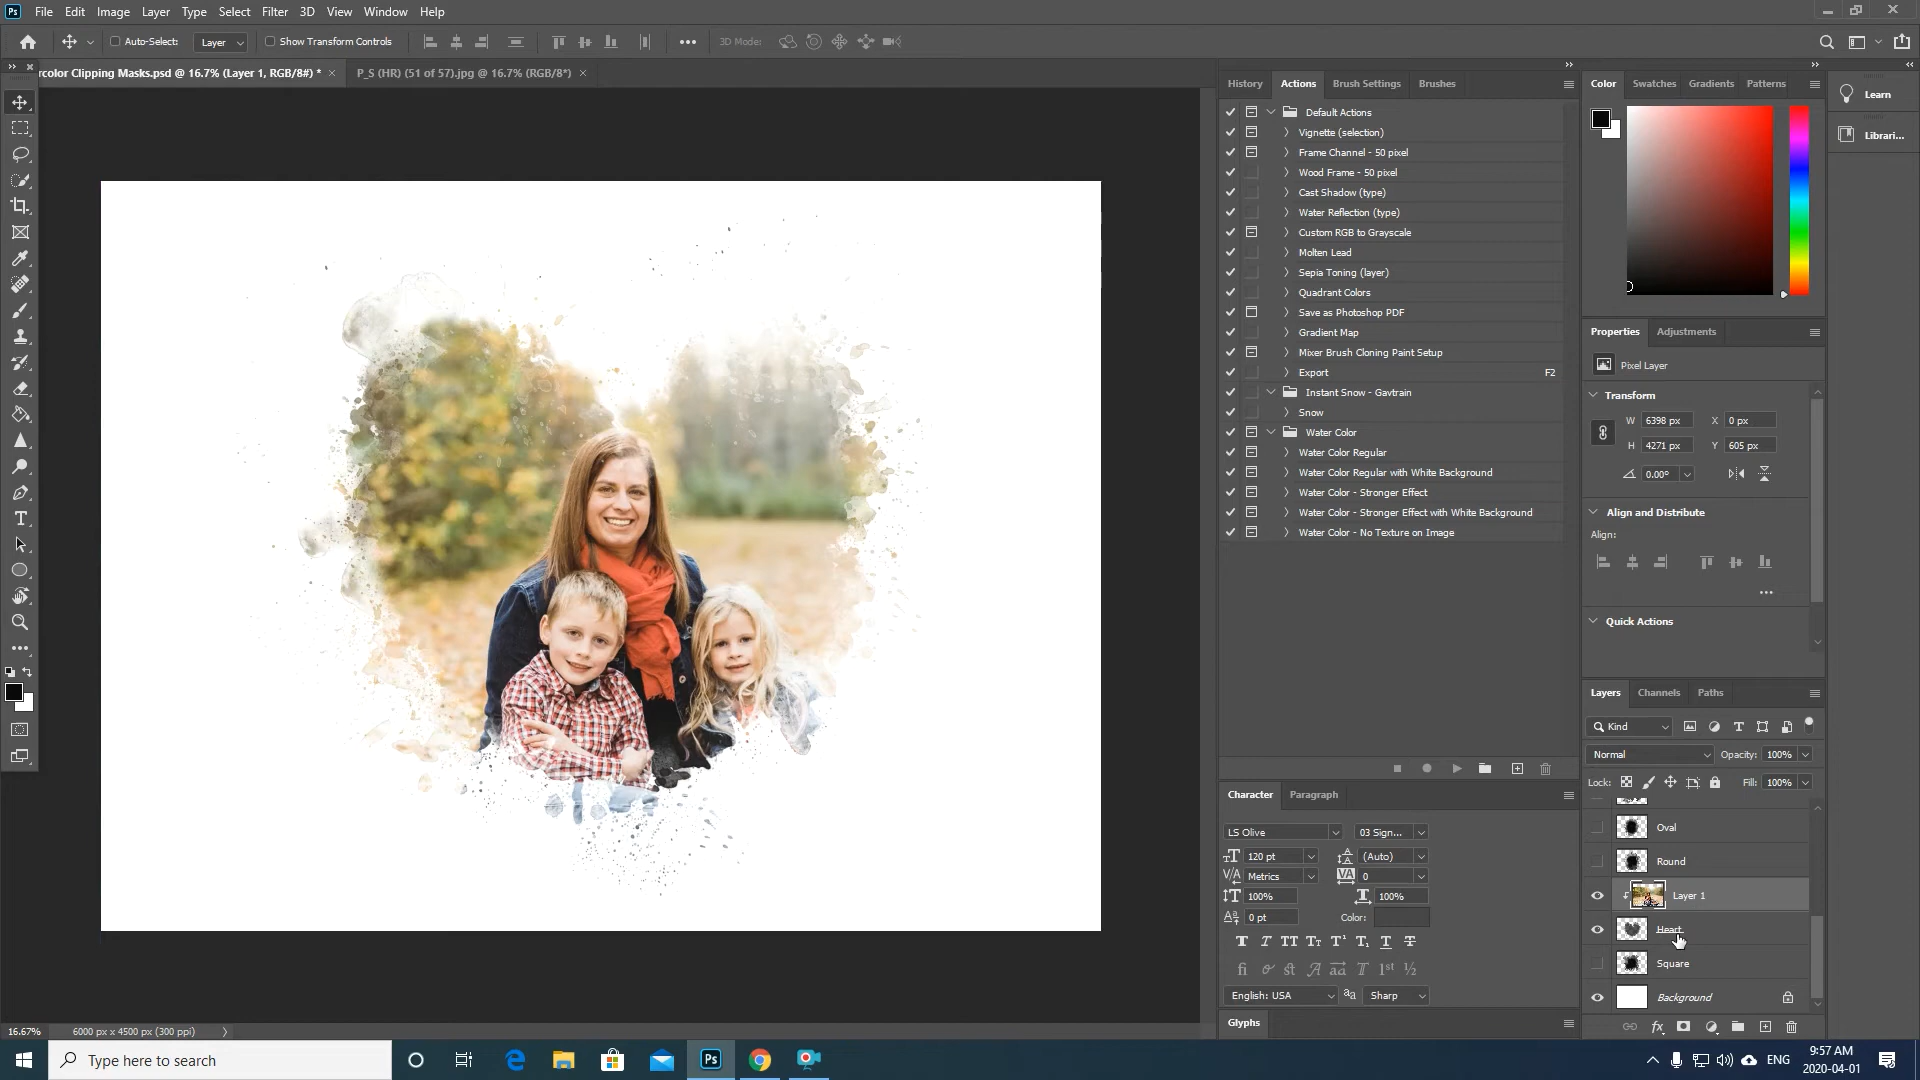 Ps File Edit Image Layer Type Select Filter 3D View Window Help
Auto-Select: Layer Show Transform Controls 3D Mode:
rcolor Clipping Masks.psd @ 16.7% (Layer 1, RGB/8#) * × P_S (HR) (51 of 57).jpg @ 16.7% (RGB/8*) ×
History Actions Brush Settings Brushes
Default Actions
Vignette (selection)
Frame Channel - 50 pixel
Wood Frame - 50 pixel
Cast Shadow (type)
Water Reflection (type)
Custom RGB to Grayscale
Molten Lead
Sepia Toning (layer)
Quadrant Colors
Save as Photoshop PDF
Gradient Map
Mixer Brush Cloning Paint Setup
Export F2
Instant Snow - Gavtrain
Snow
Water Color
Water Color Regular
Water Color Regular with White Background
Water Color - Stronger Effect
Water Color - Stronger Effect with White Background
Water Color - No Texture on Image
Character Paragraph
LS Olive 03 Sign...
120 pt (Auto)
Metrics 0
100% 100%
0 pt Color:
English: USA Sharp
Glyphs
Color Swatches Gradients Patterns
Learn
Librari...
Properties Adjustments
Pixel Layer
Transform
W 6398 px X 0 px
H 4271 px Y 605 px
0.00°
Align and Distribute
Align:
Quick Actions
Layers Channels Paths
Kind
Normal Opacity: 100%
Lock: Fill: 100%
Oval
Round
Layer 1
Heart
Square
Background
16.67% 6000 px x 4500 px (300 ppi)
Type here to search
Ps
ENG
9:57 AM
2020-04-01